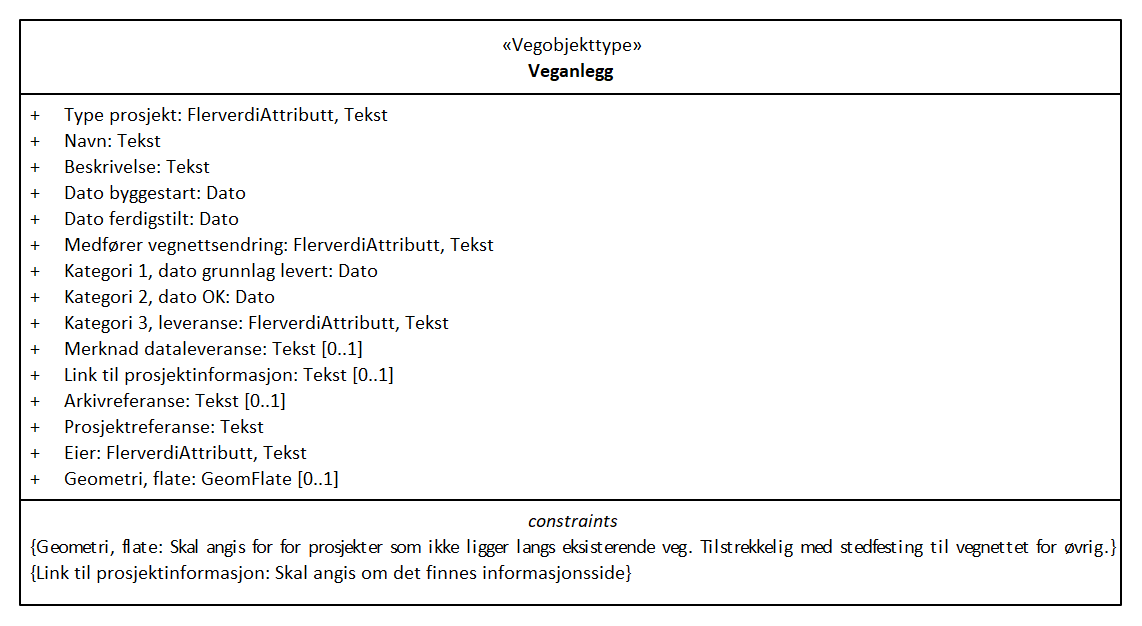 «Vegobjekttype»
Veganlegg
+ Type prosjekt: FlerverdiAttributt, Tekst
+ Navn: Tekst
+ Beskrivelse: Tekst
+ Dato byggestart: Dato
+ Dato ferdigstilt: Dato
+ Medfører vegnettsendring: FlerverdiAttributt, Tekst
+ Kategori 1, dato grunnlag levert: Dato
+ Kategori 2, dato OK: Dato
+ Kategori 3, leveranse: FlerverdiAttributt, Tekst
+ Merknad dataleveranse: Tekst [0..1]
+ Link til prosjektinformasjon: Tekst [0..1]
+ Arkivreferanse: Tekst [0..1]
+ Prosjektreferanse: Tekst
+ Eier: FlerverdiAttributt, Tekst
+ Geometri, flate: GeomFlate [0..1]
constraints
{Geometri, flate: Skal angis for for prosjekter som ikke ligger langs eksisterende veg. Tilstrekkelig med stedfesting til vegnettet for øvrig.}
{Link til prosjektinformasjon: Skal angis om det finnes informasjonsside}